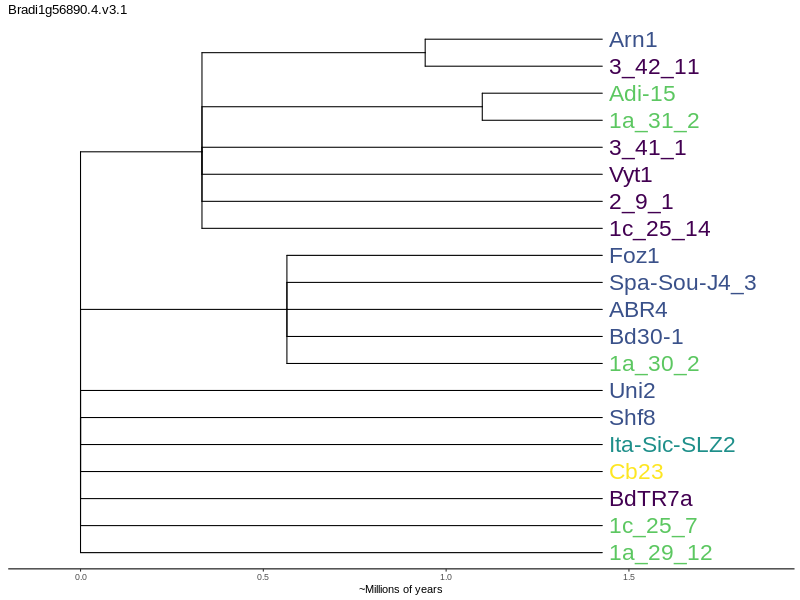 Bradi1g56890.4.v3.1
Arn1
3_42_11
Adi-15
1a_31_2
3_41_1
Vyt1
2_9_1
1c_25_14
Foz1
Spa-Sou-J4_3
ABR4
Bd30-1
1a_30_2
Uni2
Shf8
Ita-Sic-SLZ2
Cb23
BdTR7a
1c_25_7
1a_29_12
0.0 0.5 1.0 1.5
~Millions of years